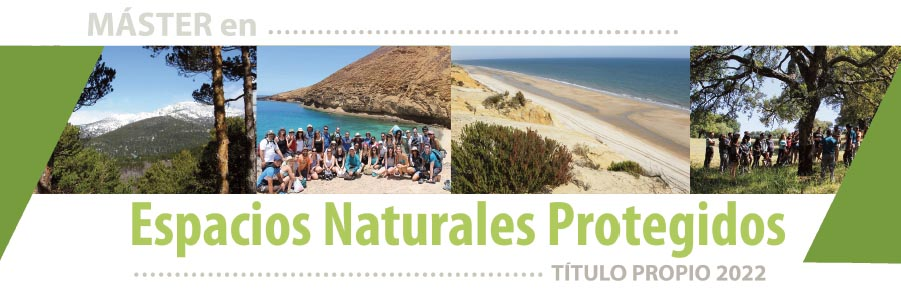 MÁSTER en
Espacios Naturales Protegidos
TÍTULO PROPIO 2022